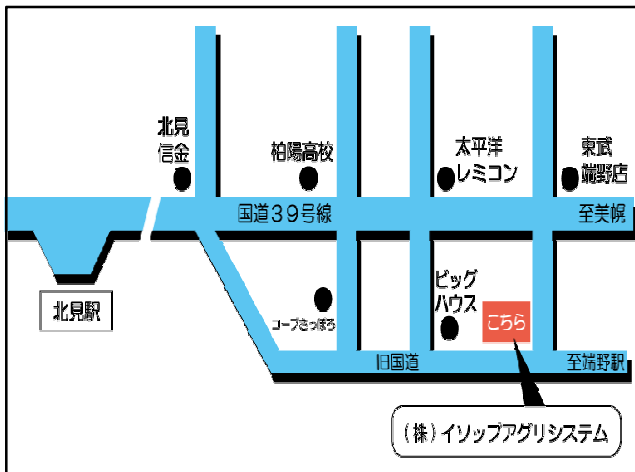 北見
信金
柏陽高校
太平洋
レミコン
東武
端野店
国道39号線
至美幌
北見駅
コープさっぽろ
ビッグ
ハウス
こちら
旧国道
至端野駅
(株)イソップアグリシステム